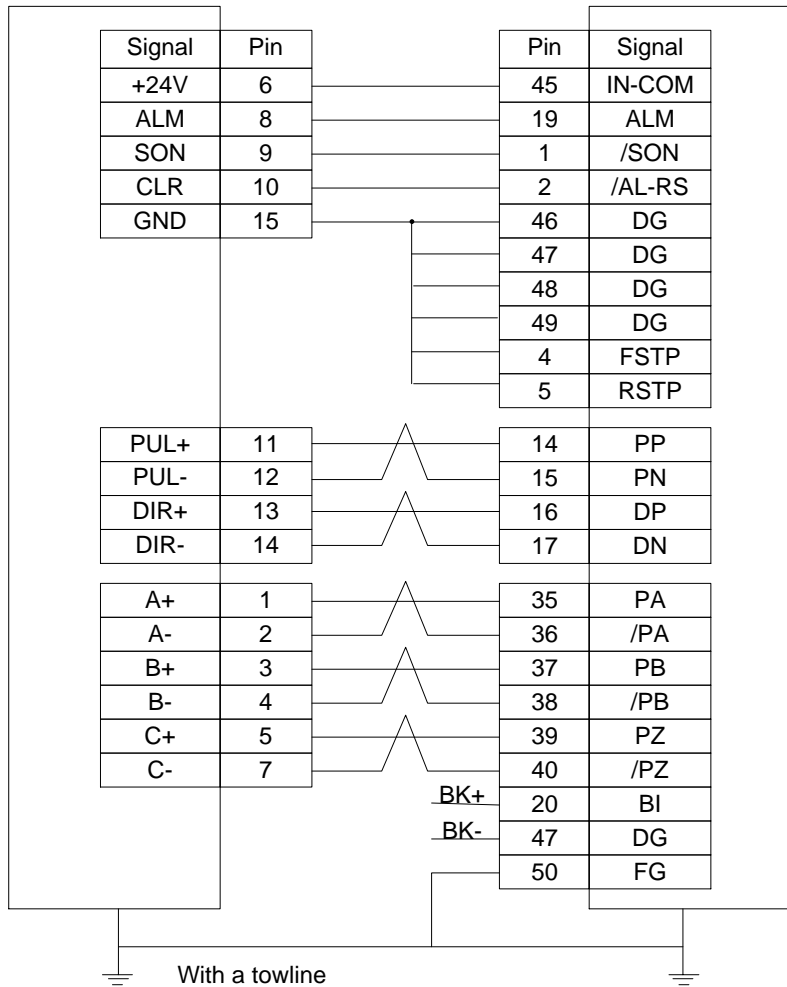 Signal Pin Pin Signal
+24V 6 45 IN-COM
ALM 8 19 ALM
SON 9 1 /SON
CLR 10 2 /AL-RS
GND 15 46 DG
47 DG
48 DG
49 DG
4 FSTP
5 RSTP
PUL+ 11 14 PP
PUL- 12 15 PN
DIR+ 13 16 DP
DIR- 14 17 DN
A+ 1 35 PA
A- 2 36 /PA
B+ 3 37 PB
B- 4 38 /PB
C+ 5 39 PZ
C- 7 40 /PZ
BK+ 20 BI
BK- 47 DG
50 FG
With a towline